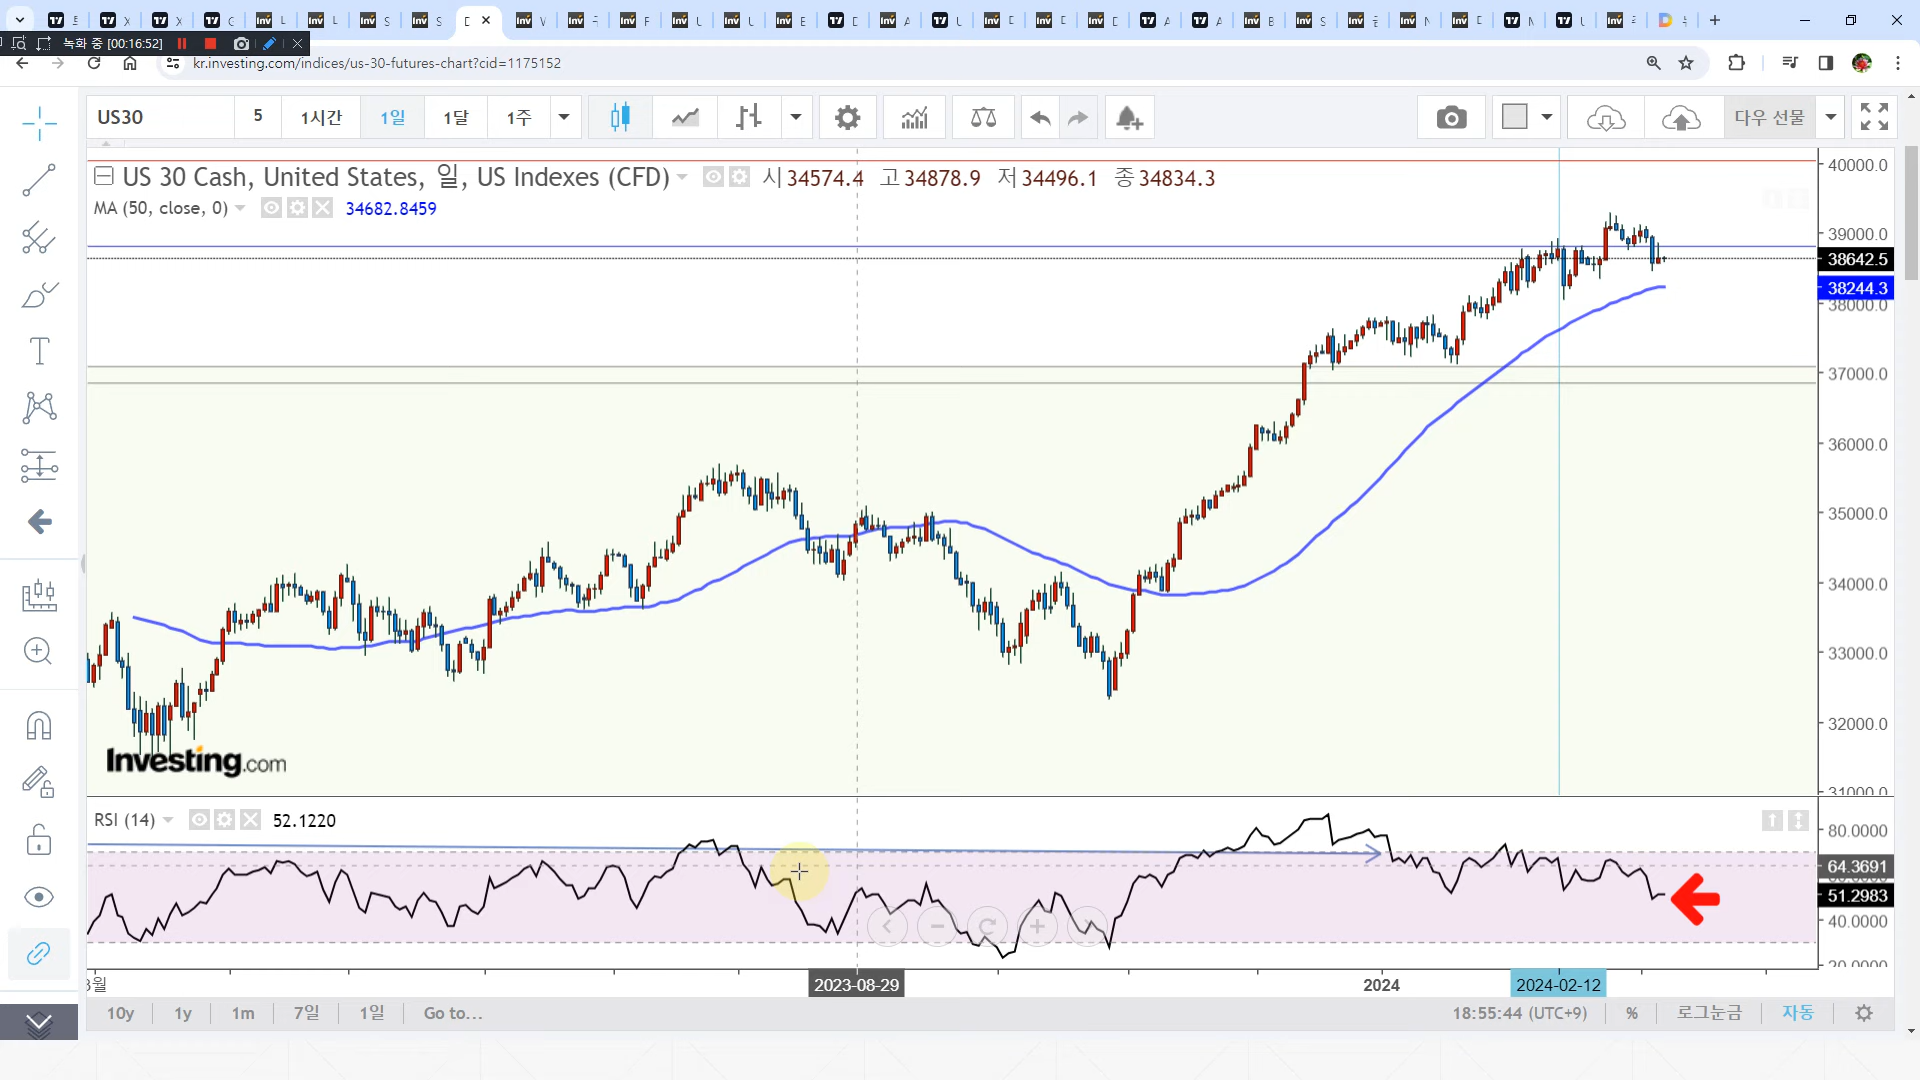 녹화 중 [00:16:52]
kr.investing.com/indices/us-30-futures-chart?cid=1175152
US30 5 1시간 1일 1달 1주 다우 선물
US 30 Cash, United States, 일, US Indexes (CFD) 시 34574.4 고 34878.9 저 34496.1 종 34834.3
MA (50, close, 0) 34682.8459
40000.0
39000.0
38642.5
38244.3
38000.0
37000.0
36000.0
35000.0
34000.0
33000.0
32000.0
31000.0
Investing.com
RSI (14) 52.1220
80.0000
64.3691
51.2983
40.0000
20.0000
2023-08-29 2024 2024-02-12
10y 1y 1m 7일 1일 Go to... 18:55:44 (UTC+9) % 로그눈금 자동